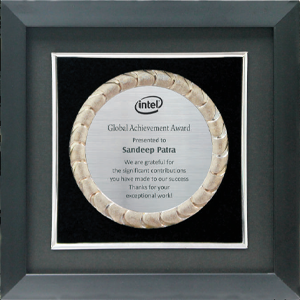 intel
Global Achievement Award
Presented to
Sandeep Patra
We are grateful for
the significant contributions
you have made to our success.
Thanks for your
exceptional work!